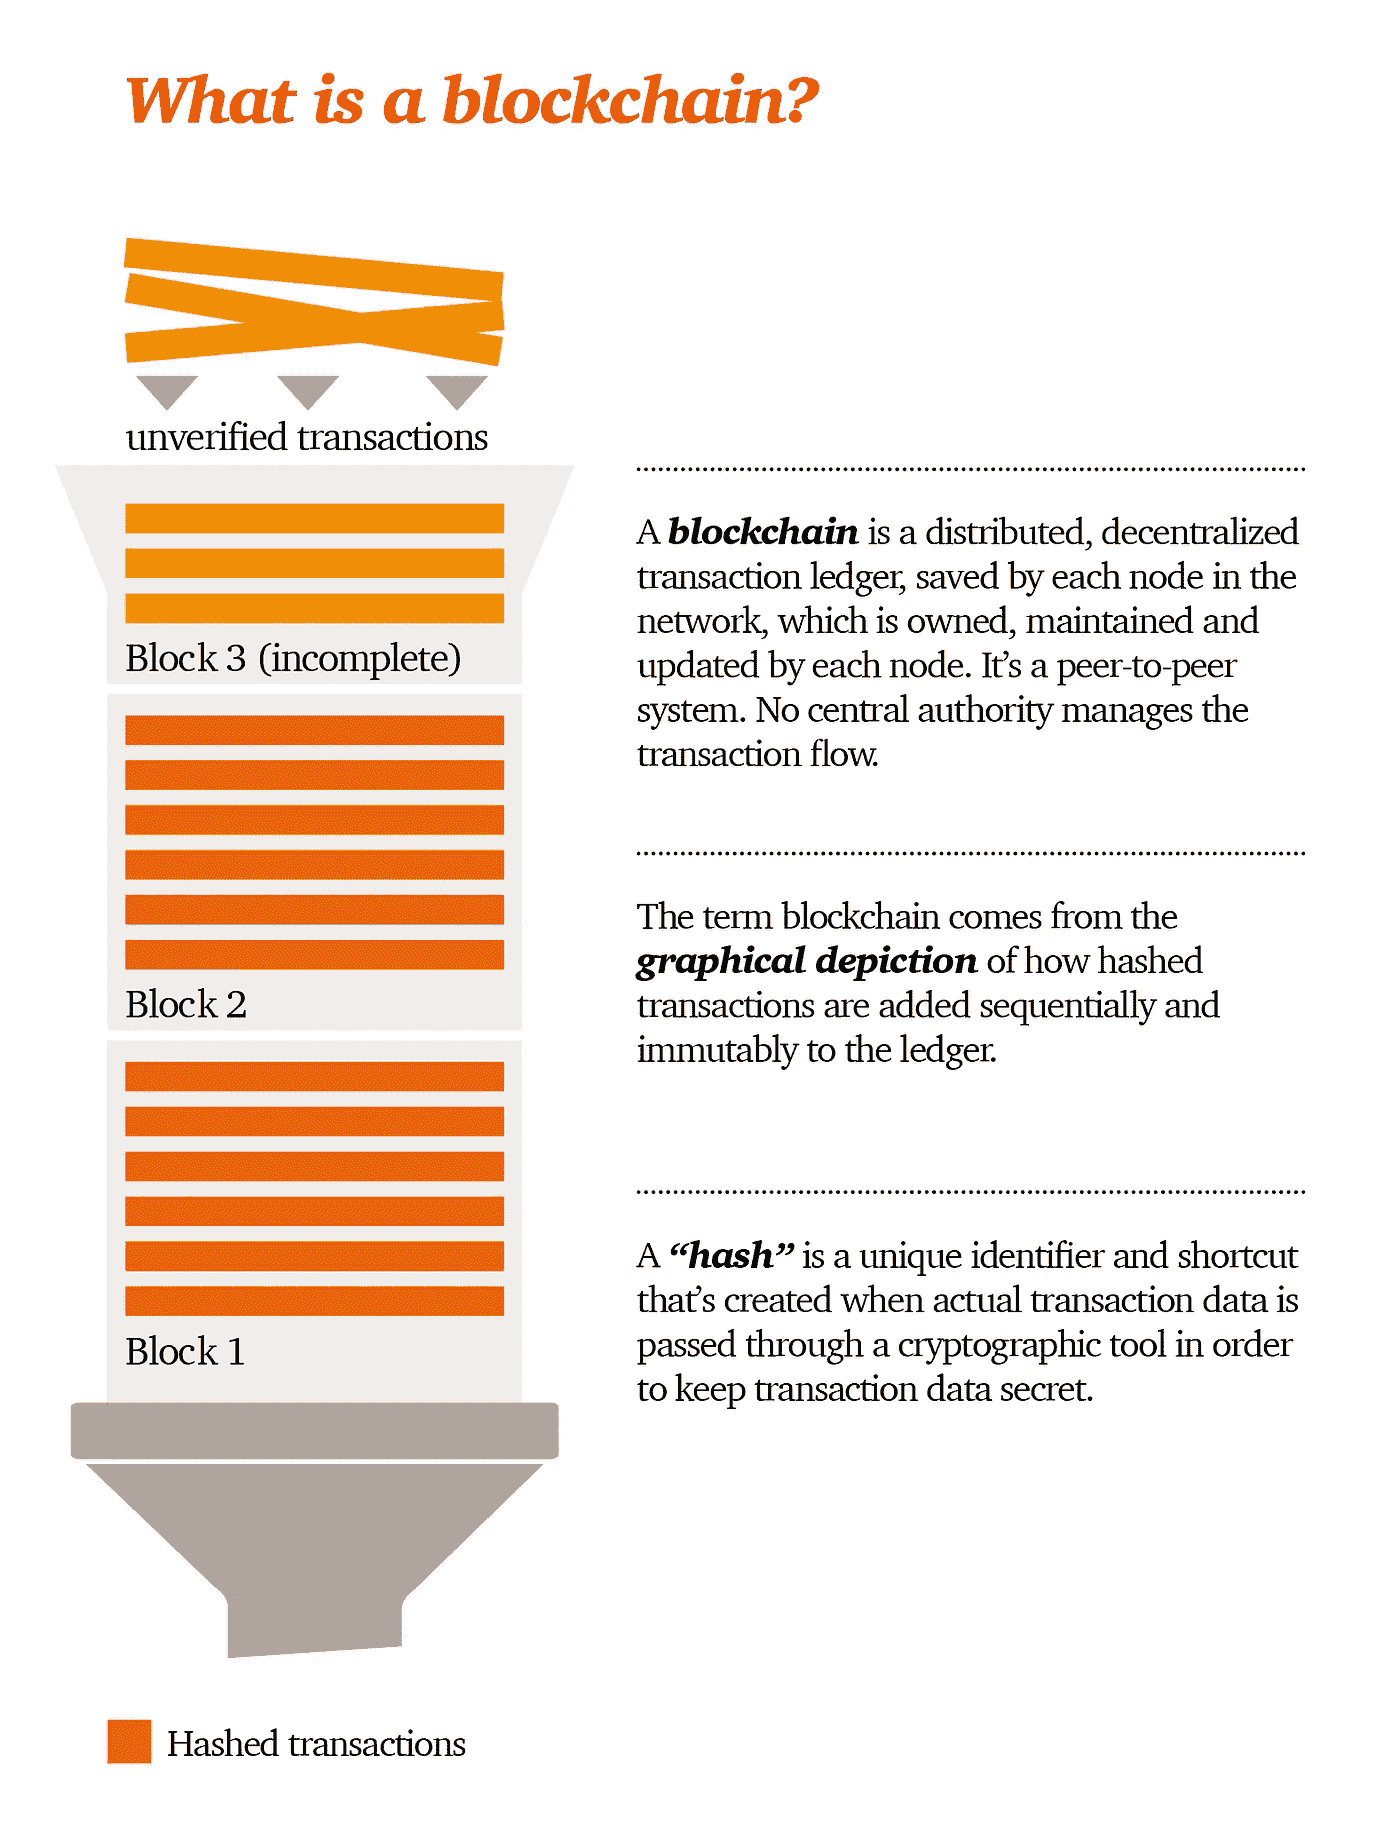 What is a blockchain?
unverified transactions
Block 3 (incomplete)
Block 2
Block 1
Hashed transactions
A blockchain is a distributed, decentralized
transaction ledger, saved by each node in the
network, which is owned, maintained and
updated by each node. It’s a peer-to-peer
system. No central authority manages the
transaction flow.
The term blockchain comes from the
graphical depiction of how hashed
transactions are added sequentially and
immutably to the ledger.
A “hash” is a unique identifier and shortcut
that’s created when actual transaction data is
passed through a cryptographic tool in order
to keep transaction data secret.